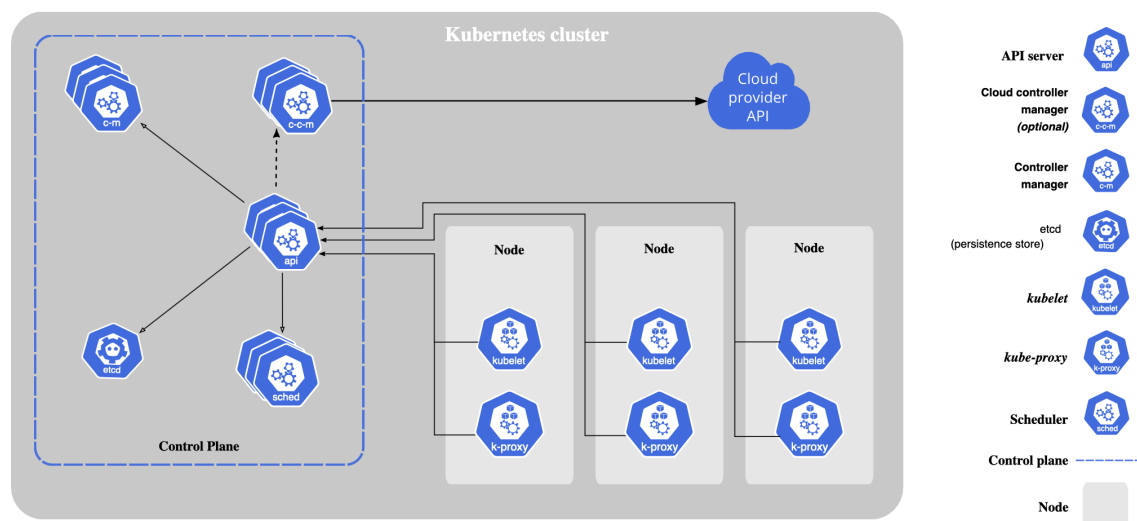 Kubernetes cluster
c-m
c-c-m
Cloud
provider
API
api
etcd
sched
Control Plane
Node
kubelet
k-proxy
Node
kubelet
k-proxy
Node
kubelet
k-proxy
API server
api
Cloud controller
manager
(optional)
c-c-m
Controller
manager
c-m
etcd
(persistence store)
etcd
kubelet
kubelet
kube-proxy
k-proxy
Scheduler
sched
Control plane
Node